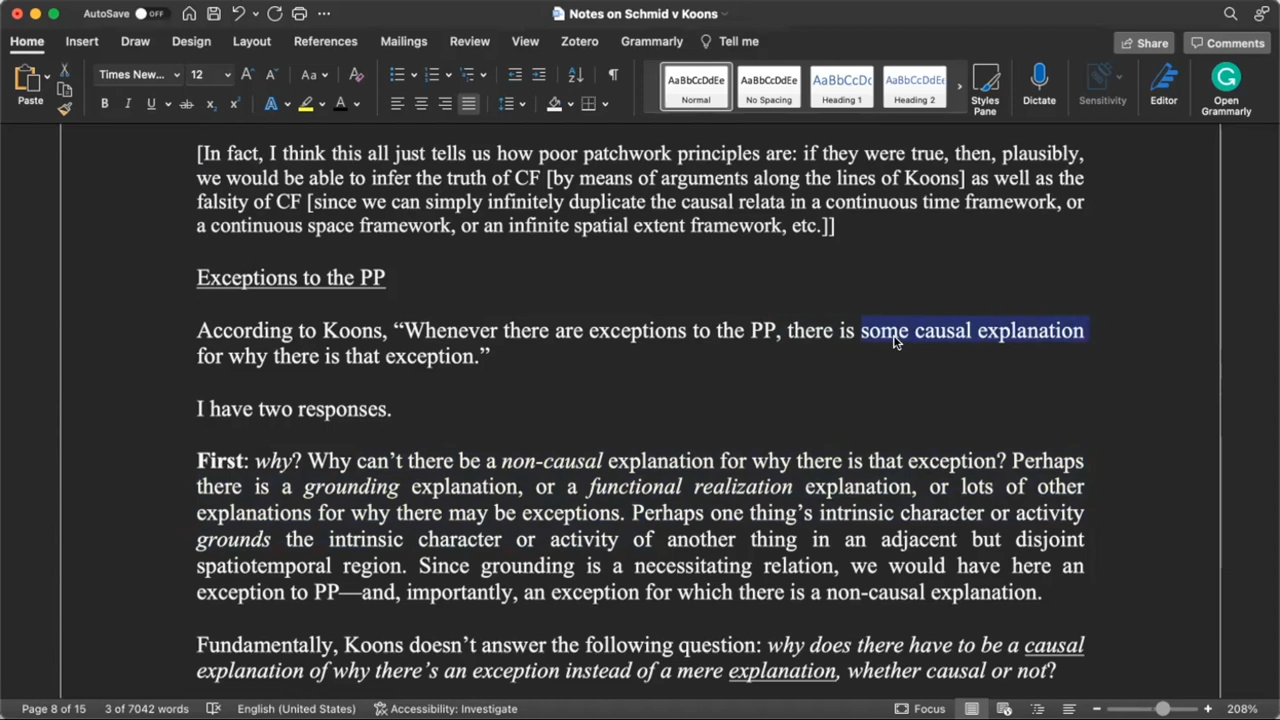 AutoSave OFF
Notes on Schmid v Koons
Home Insert Draw Design Layout References Mailings Review View Zotero Grammarly Tell me Share Comments
Paste
Times New... 12 Aa
B I U ab x₂ x² A A
AaBbCcDdEe AaBbCcDdEe AaBbCcDc AaBbCcDdEe
Normal No Spacing Heading 1 Heading 2
Styles Pane
Dictate
Sensitivity
Editor
Open Grammarly
[In fact, I think this all just tells us how poor patchwork principles are: if they were true, then, plausibly,
we would be able to infer the truth of CF [by means of arguments along the lines of Koons] as well as the
falsity of CF [since we can simply infinitely duplicate the causal relata in a continuous time framework, or
a continuous space framework, or an infinite spatial extent framework, etc.]]
Exceptions to the PP
According to Koons, “Whenever there are exceptions to the PP, there is some causal explanation
for why there is that exception.”
I have two responses.
First: why? Why can’t there be a non-causal explanation for why there is that exception? Perhaps
there is a grounding explanation, or a functional realization explanation, or lots of other
explanations for why there may be exceptions. Perhaps one thing’s intrinsic character or activity
grounds the intrinsic character or activity of another thing in an adjacent but disjoint
spatiotemporal region. Since grounding is a necessitating relation, we would have here an
exception to PP—and, importantly, an exception for which there is a non-causal explanation.
Fundamentally, Koons doesn’t answer the following question: why does there have to be a causal
explanation of why there’s an exception instead of a mere explanation, whether causal or not?
Page 8 of 15 3 of 7042 words English (United States) Accessibility: Investigate Focus 208%